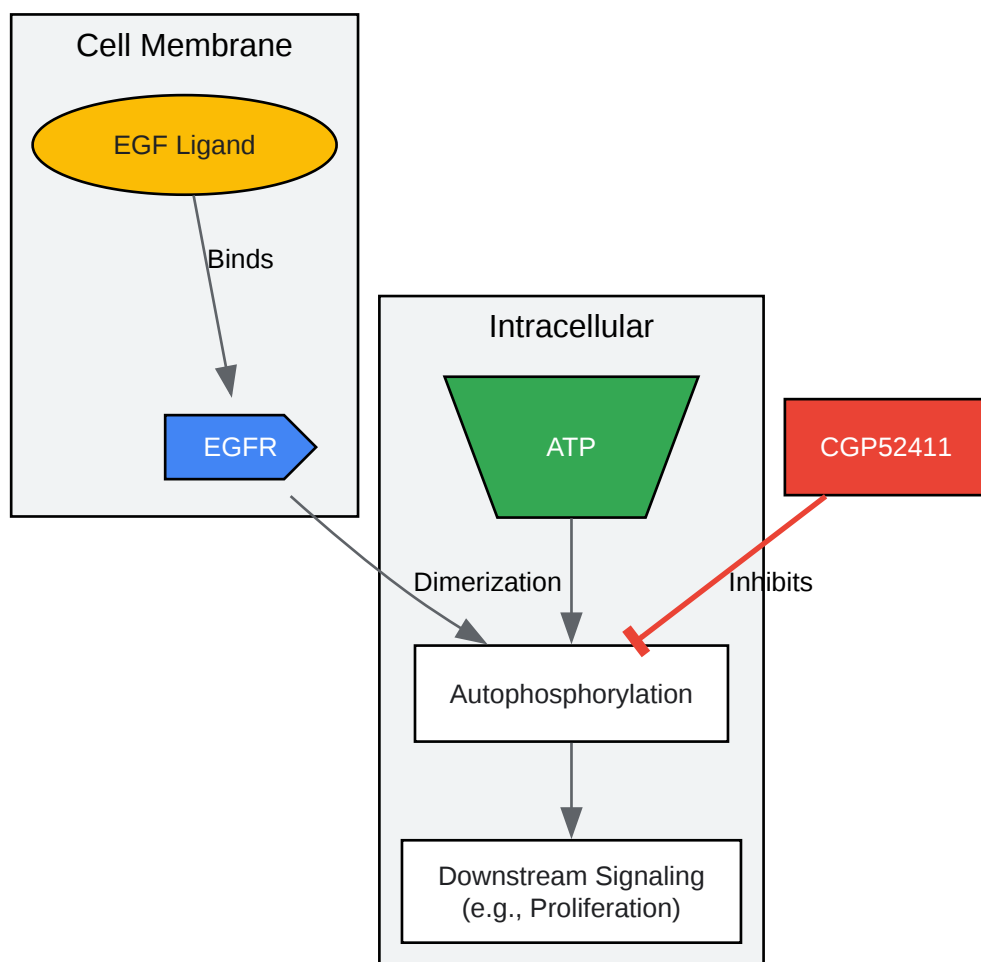 Cell Membrane
EGF Ligand
Binds
EGFR
Intracellular
ATP
CGP52411
Dimerization
Inhibits
Autophosphorylation
Downstream Signaling
(e.g., Proliferation)